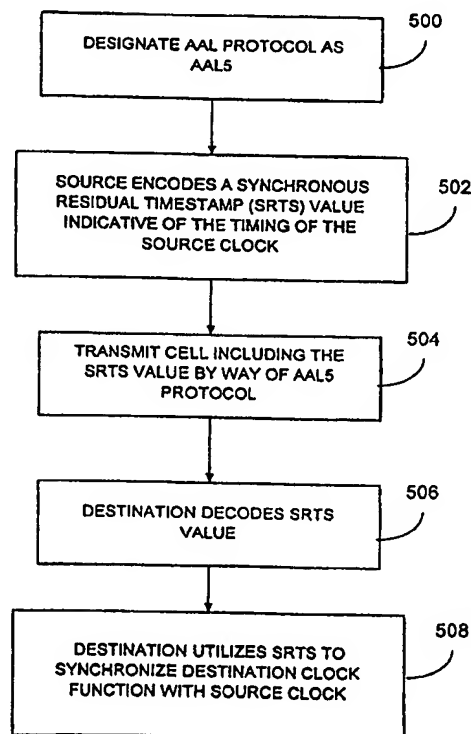 500
DESIGNATE AAL PROTOCOL AS
AAL5
502
SOURCE ENCODES A SYNCHRONOUS
RESIDUAL TIMESTAMP (SRTS) VALUE
INDICATIVE OF THE TIMING OF THE
SOURCE CLOCK
504
TRANSMIT CELL INCLUDING THE
SRTS VALUE BY WAY OF AAL5
PROTOCOL
506
DESTINATION DECODES SRTS
VALUE
508
DESTINATION UTILIZES SRTS TO
SYNCHRONIZE DESTINATION CLOCK
FUNCTION WITH SOURCE CLOCK